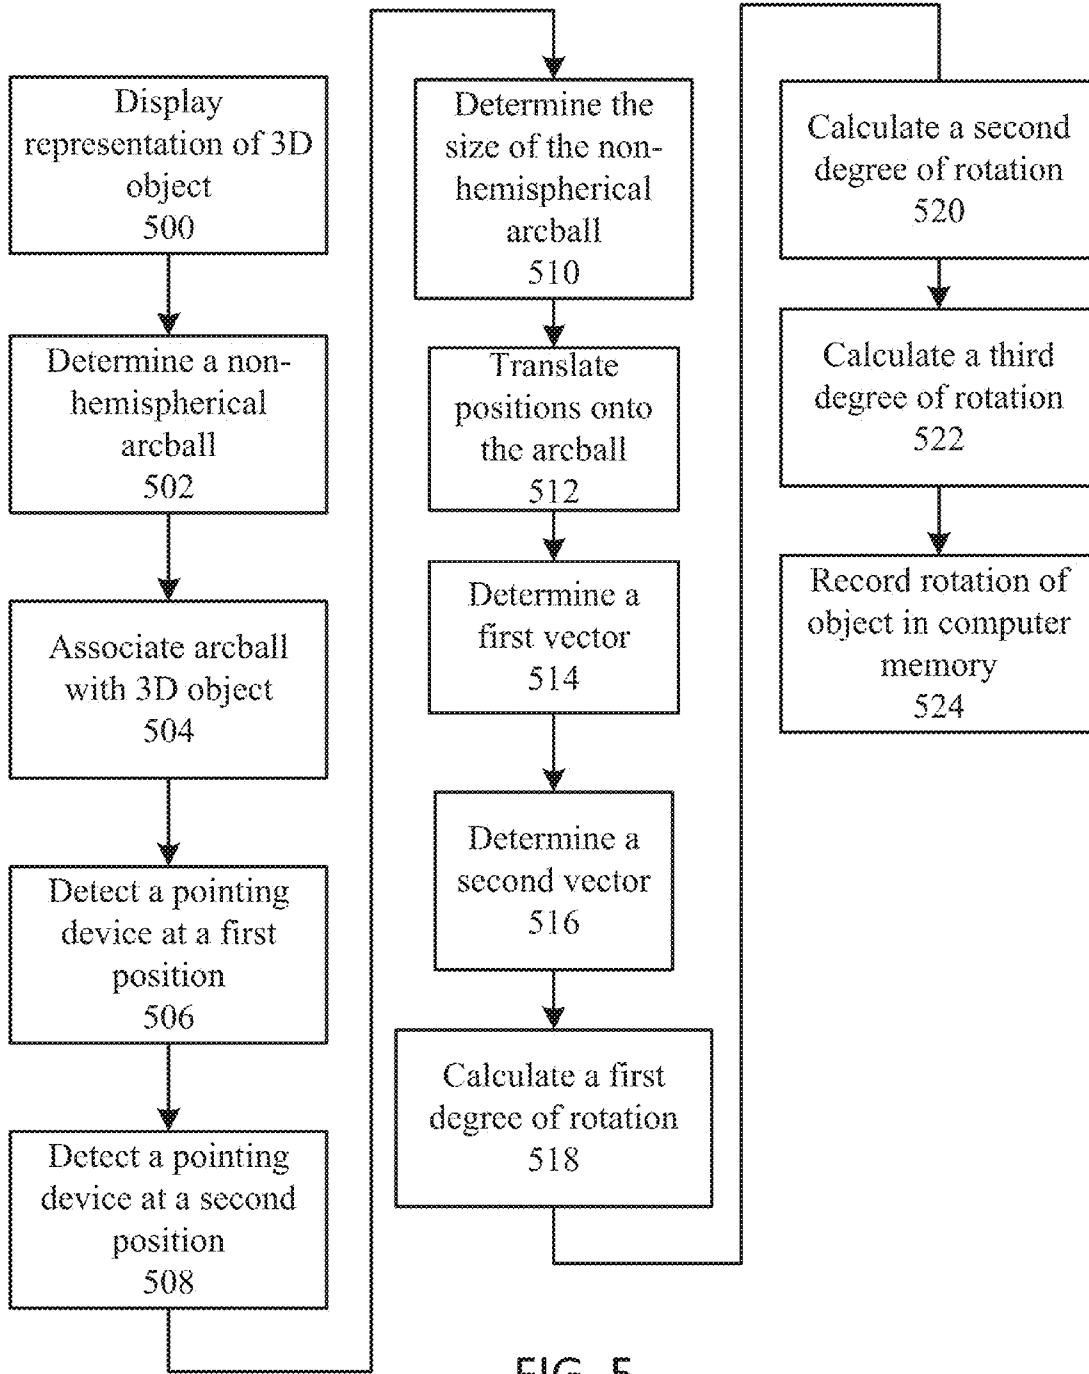 Display
representation of 3D
object
500
Determine a non-
hemispherical
arcball
502
Associate arcball
with 3D object
504
Detect a pointing
device at a first
position
506
Detect a pointing
device at a second
position
508
Determine the
size of the non-
hemispherical
arcball
510
Translate
positions onto
the arcball
512
Determine a
first vector
514
Determine a
second vector
516
Calculate a first
degree of rotation
518
Calculate a second
degree of rotation
520
Calculate a third
degree of rotation
522
Record rotation of
object in computer
memory
524
FIG. 5